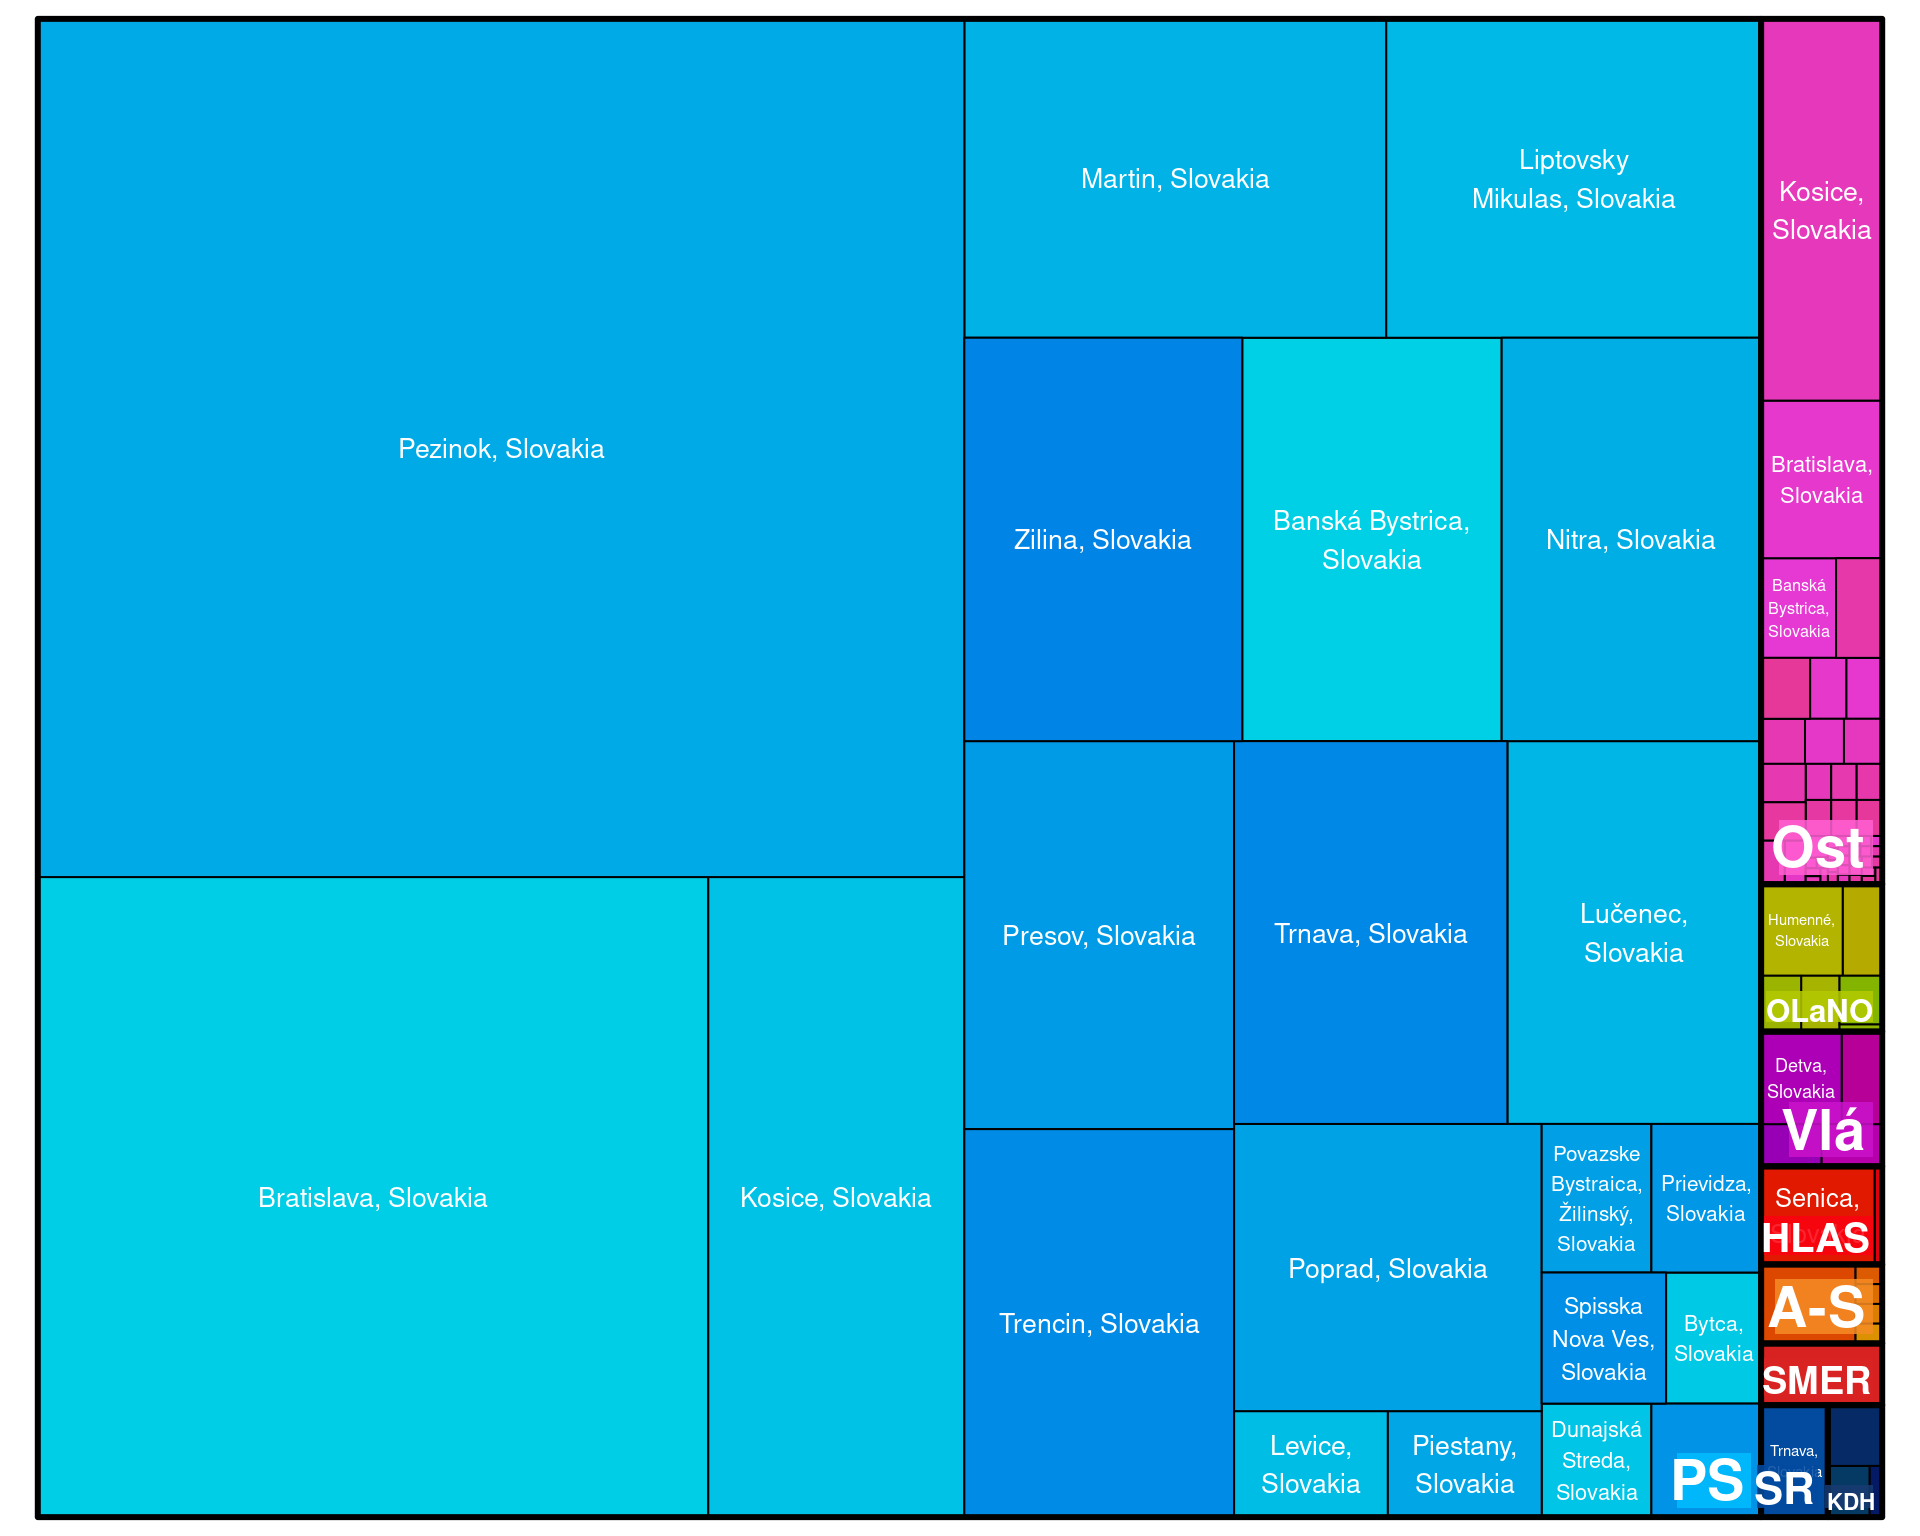 Pezinok, Slovakia
Bratislava, Slovakia
Kosice, Slovakia
Martin, Slovakia
Liptovsky
Mikulas, Slovakia
Zilina, Slovakia
Banská Bystrica,
Slovakia
Nitra, Slovakia
Presov, Slovakia
Trnava, Slovakia
Lučenec,
Slovakia
Trencin, Slovakia
Poprad, Slovakia
Levice,
Slovakia
Piestany,
Slovakia
Povazske
Bystraica,
Žilinský,
Slovakia
Prievidza,
Slovakia
Spisska
Nova Ves,
Slovakia
Bytca,
Slovakia
Dunajská
Streda,
Slovakia
PS
Kosice,
Slovakia
Bratislava,
Slovakia
Banská
Bystrica,
Slovakia
Ost
Humenné,
Slovakia
OLaNO
Detva,
Slovakia
Vlá
Senica,
HLAS
A-S
SMER
Trnava,
SR
KDH